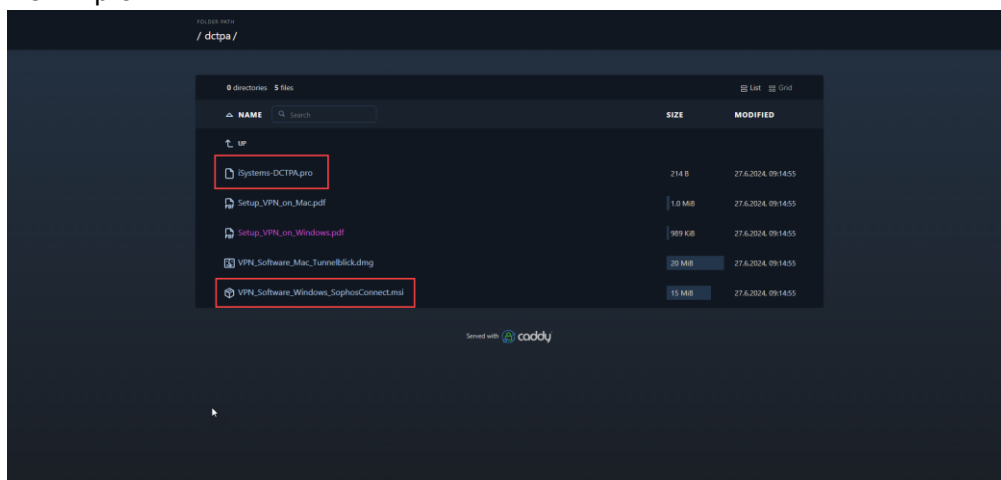 FOLDER PATH
/ dctpa /
0 directories 5 files List Grid
NAME Search SIZE MODIFIED
UP
iSystems-DCTPA.pro 214 B 27.6.2024, 09:14:55
Setup_VPN_on_Mac.pdf 1.0 MiB 27.6.2024, 09:14:55
Setup_VPN_on_Windows.pdf 989 KiB 27.6.2024, 09:14:55
VPN_Software_Mac_Tunnelblick.dmg 20 MiB 27.6.2024, 09:14:55
VPN_Software_Windows_SophosConnect.msi 15 MiB 27.6.2024, 09:14:55
Served with caddy